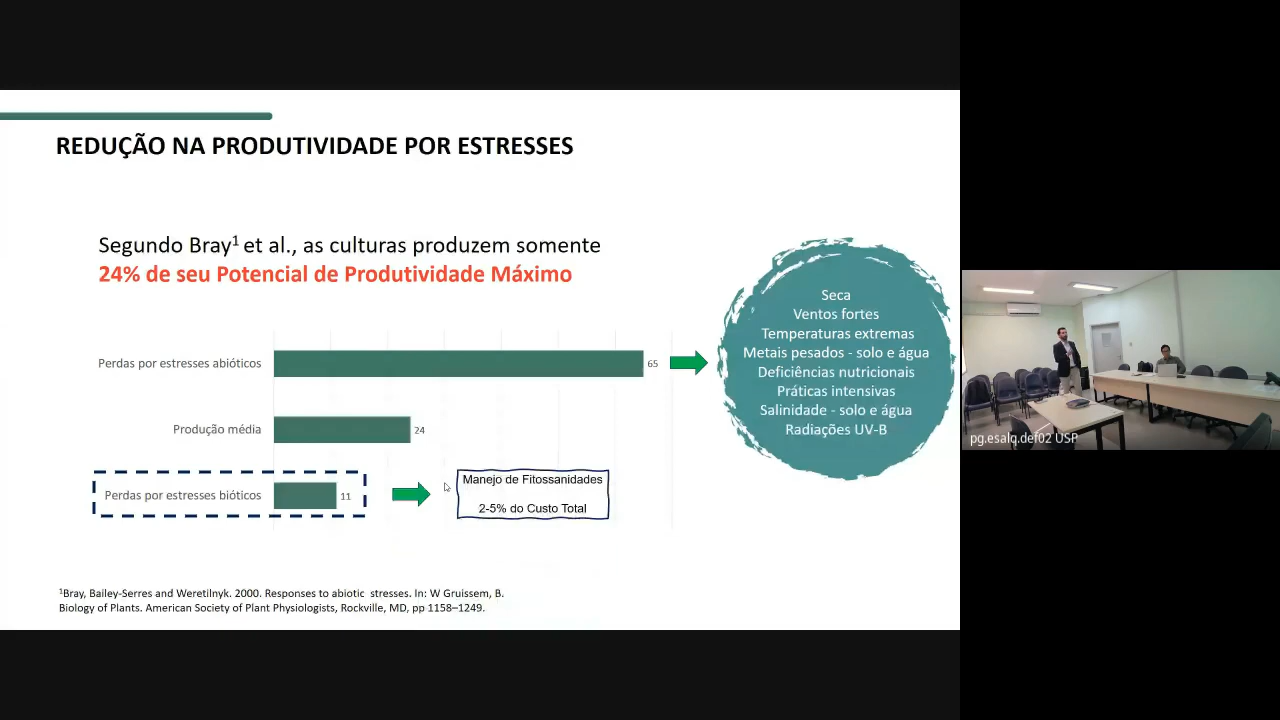 REDUÇÃO NA PRODUTIVIDADE POR ESTRESSES
Segundo Bray¹ et al., as culturas produzem somente
24% de seu Potencial de Produtividade Máximo
Perdas por estresses abióticos
65
Produção média
24
Perdas por estresses bióticos
11
Manejo de Fitossanidades
2-5% do Custo Total
Seca
Ventos fortes
Temperaturas extremas
Metais pesados - solo e água
Deficiências nutricionais
Práticas intensivas
Salinidade - solo e água
Radiações UV-B
¹Bray, Bailey-Serres and Weretilnyk. 2000. Responses to abiotic stresses. In: W Gruissem, B.
Biology of Plants. American Society of Plant Physiologists, Rockville, MD, pp 1158–1249.
pg.esalq.def02 USP